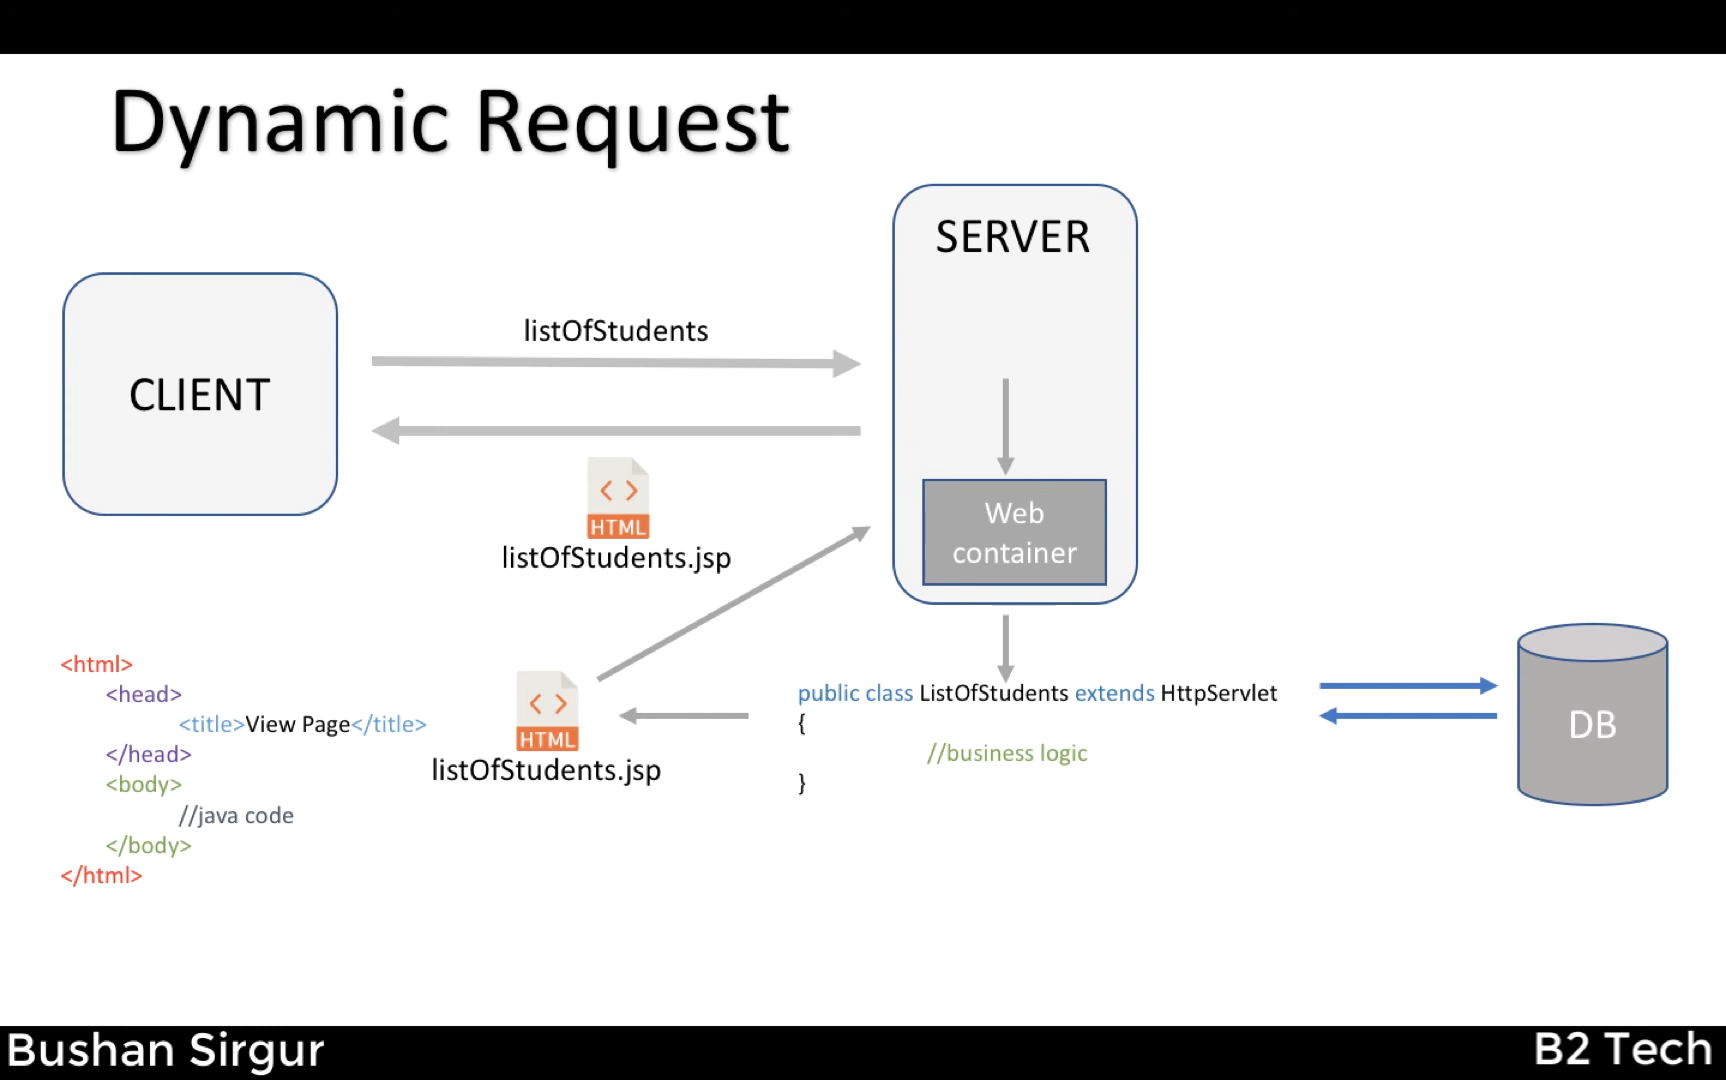 Dynamic Request
SERVER
CLIENT
listOfStudents
< >
HTML
listOfStudents.jsp
Web
container
<html>
<head>
<title>View Page</title>
</head>
<body>
//java code
</body>
</html>
< >
HTML
listOfStudents.jsp
public class ListOfStudents extends HttpServlet
{
//business logic
}
DB
Bushan Sirgur
B2 Tech